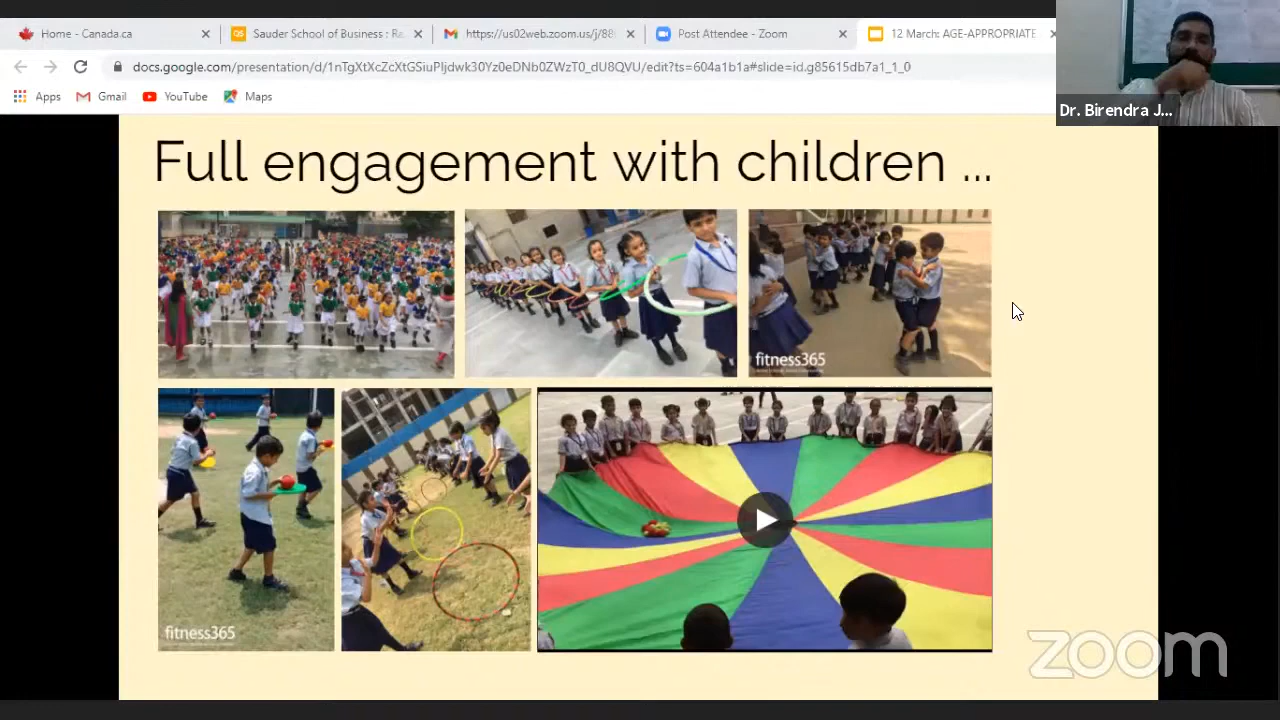 Home - Canada.ca
Sauder School of Business : Ra
https://us02web.zoom.us/j/88
Post Attendee - Zoom
12 March: AGE-APPROPRIATE
docs.google.com/presentation/d/1nTgXtXcZcXtGSiuPIjdwk30Yz0eDNb0ZWzT0_dU8QVU/edit?ts=604a1b1a#slide=id.g85615db7a1_1_0
Apps
Gmail
YouTube
Maps
Dr. Birendra J...
Full engagement with children ...
fitness365
fitness365
zoom